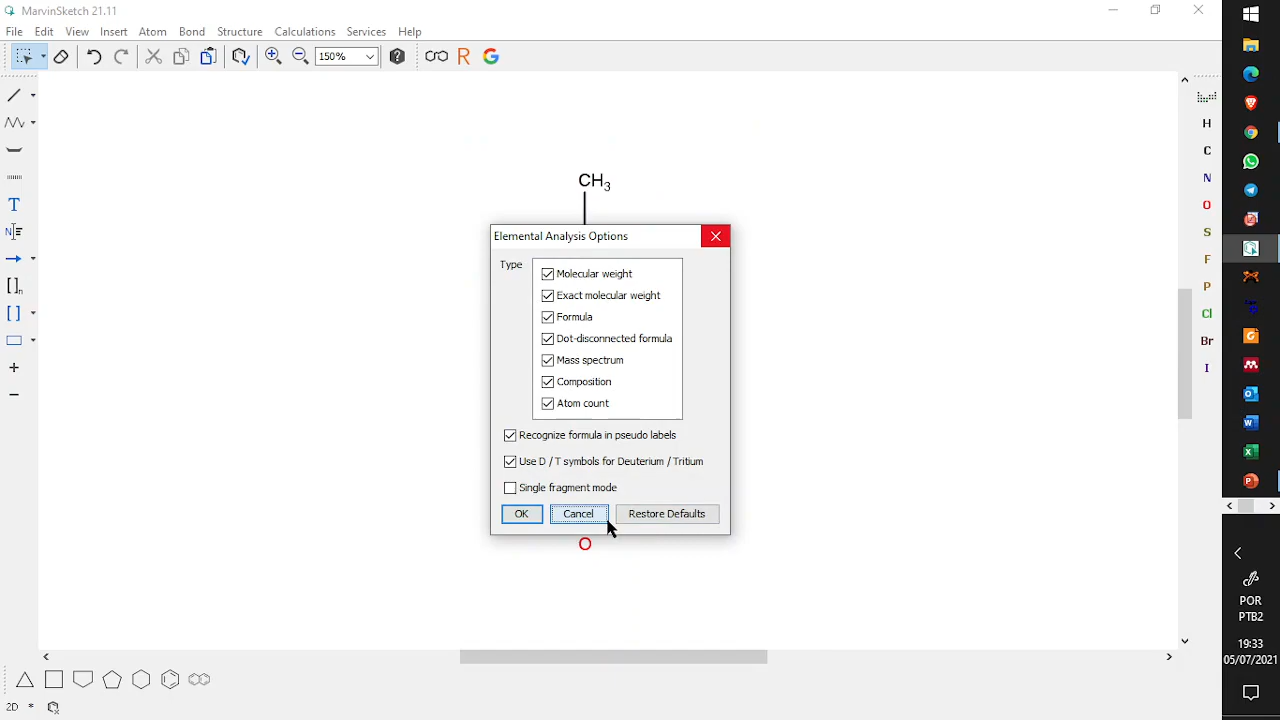 MarvinSketch 21.11
File Edit View Insert Atom Bond Structure Calculations Services Help
150%
R
G
CH3
Elemental Analysis Options
Type
Molecular weight
Exact molecular weight
Formula
Dot-disconnected formula
Mass spectrum
Composition
Atom count
Recognize formula in pseudo labels
Use D / T symbols for Deuterium / Tritium
Single fragment mode
OK Cancel Restore Defaults
O
T
N
[ ]n
[ ]
H
C
N
O
S
F
P
Cl
Br
I
2D *
POR
PTB2
19:33
05/07/2021